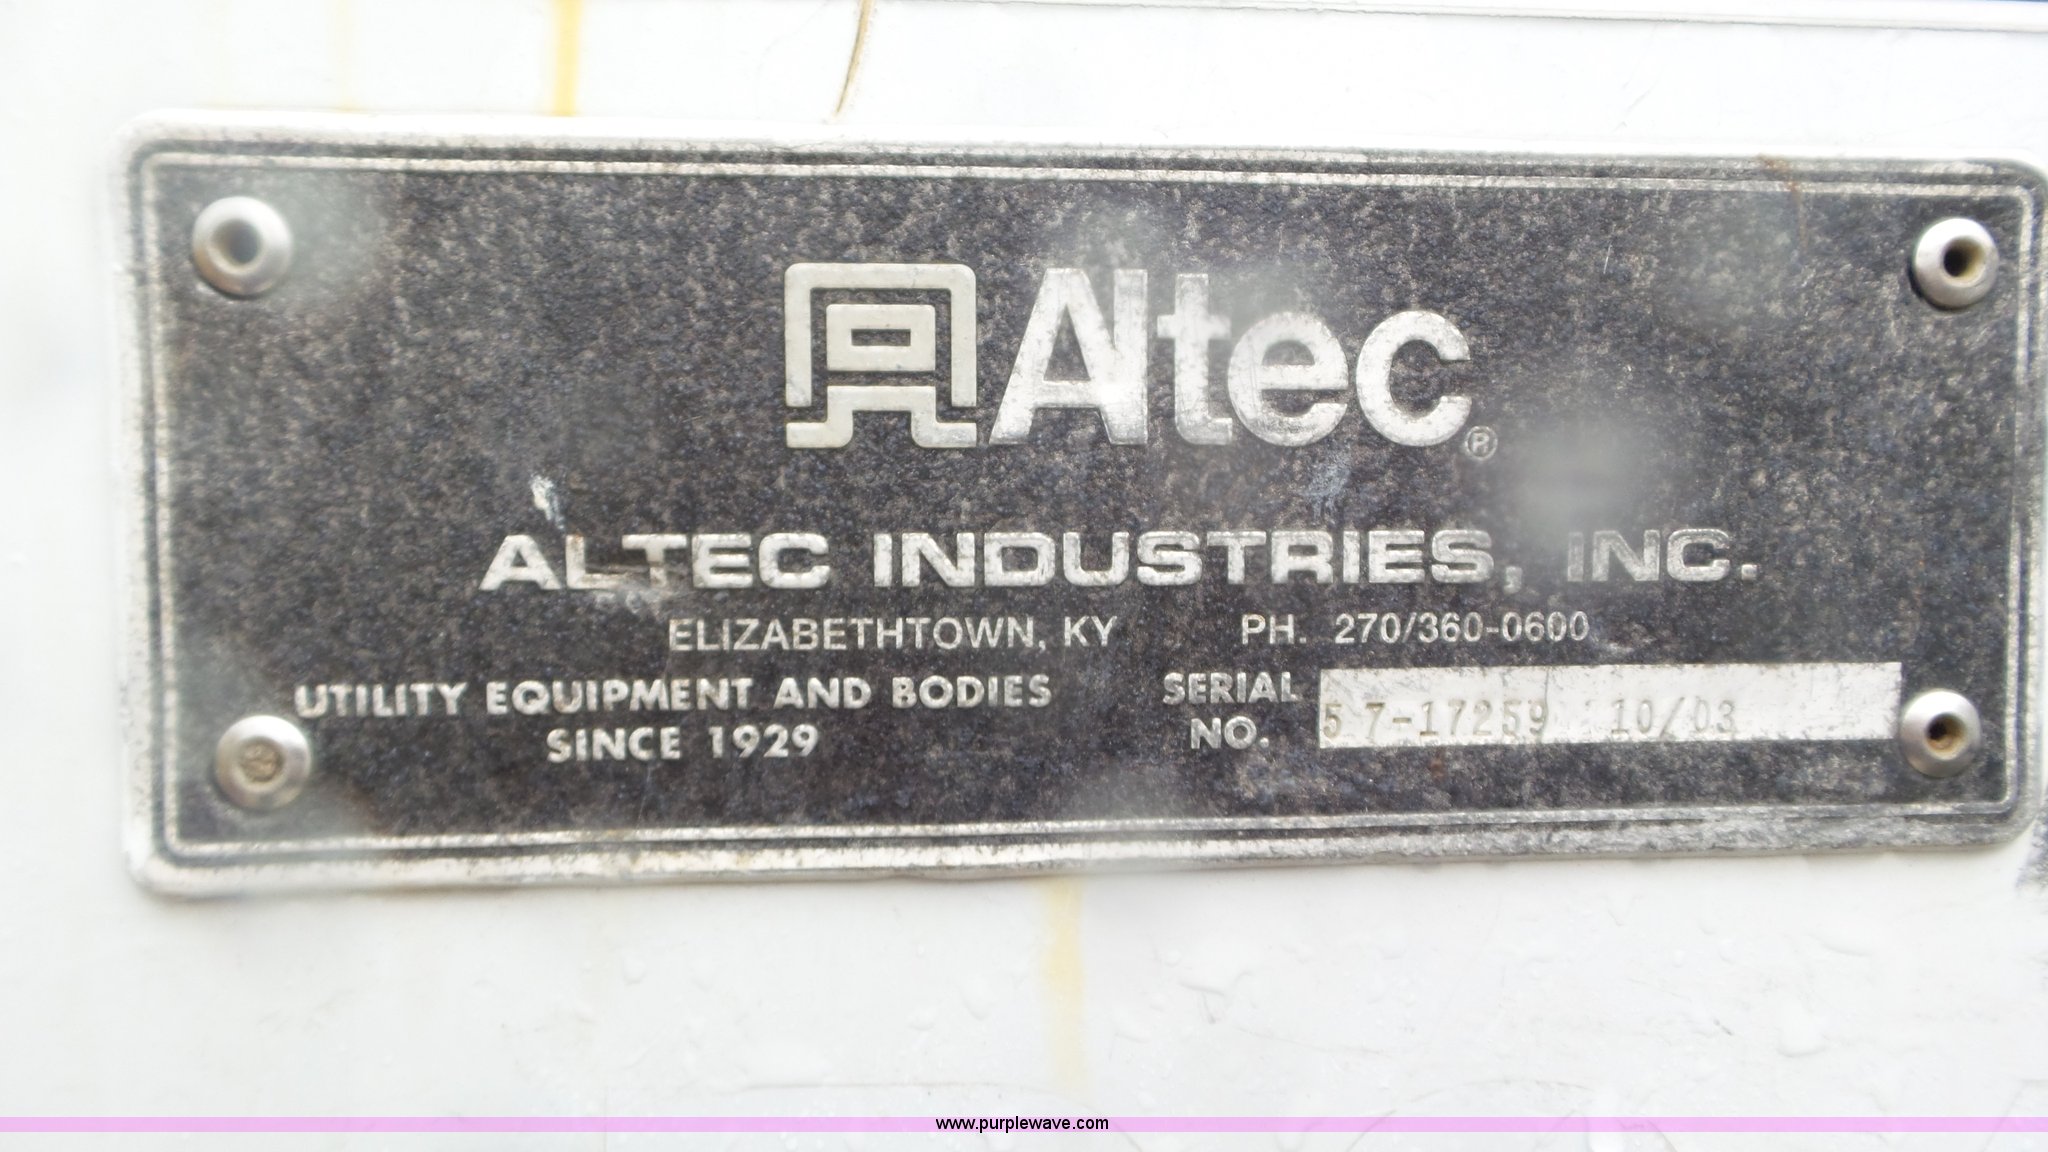 Altec®
ALTEC INDUSTRIES, INC.
ELIZABETHTOWN, KY PH. 270/360-0600
UTILITY EQUIPMENT AND BODIES
SINCE 1929
SERIAL
NO. 57-17259 10/03
www.purplewave.com